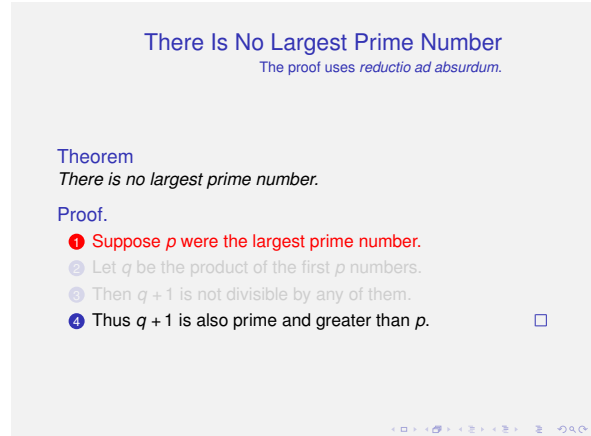 There Is No Largest Prime Number
The proof uses reductio ad absurdum.
Theorem
There is no largest prime number.
Proof.
1 Suppose p were the largest prime number.
2 Let q be the product of the first p numbers.
3 Then q + 1 is not divisible by any of them.
4 Thus q + 1 is also prime and greater than p. □